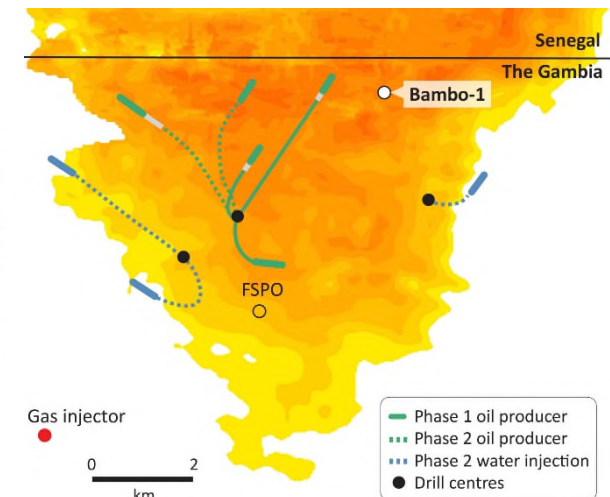 Senegal
The Gambia
Bambo-1
FSPO
Gas injector
0 2
km
Phase 1 oil producer
Phase 2 oil producer
Phase 2 water injection
Drill centres